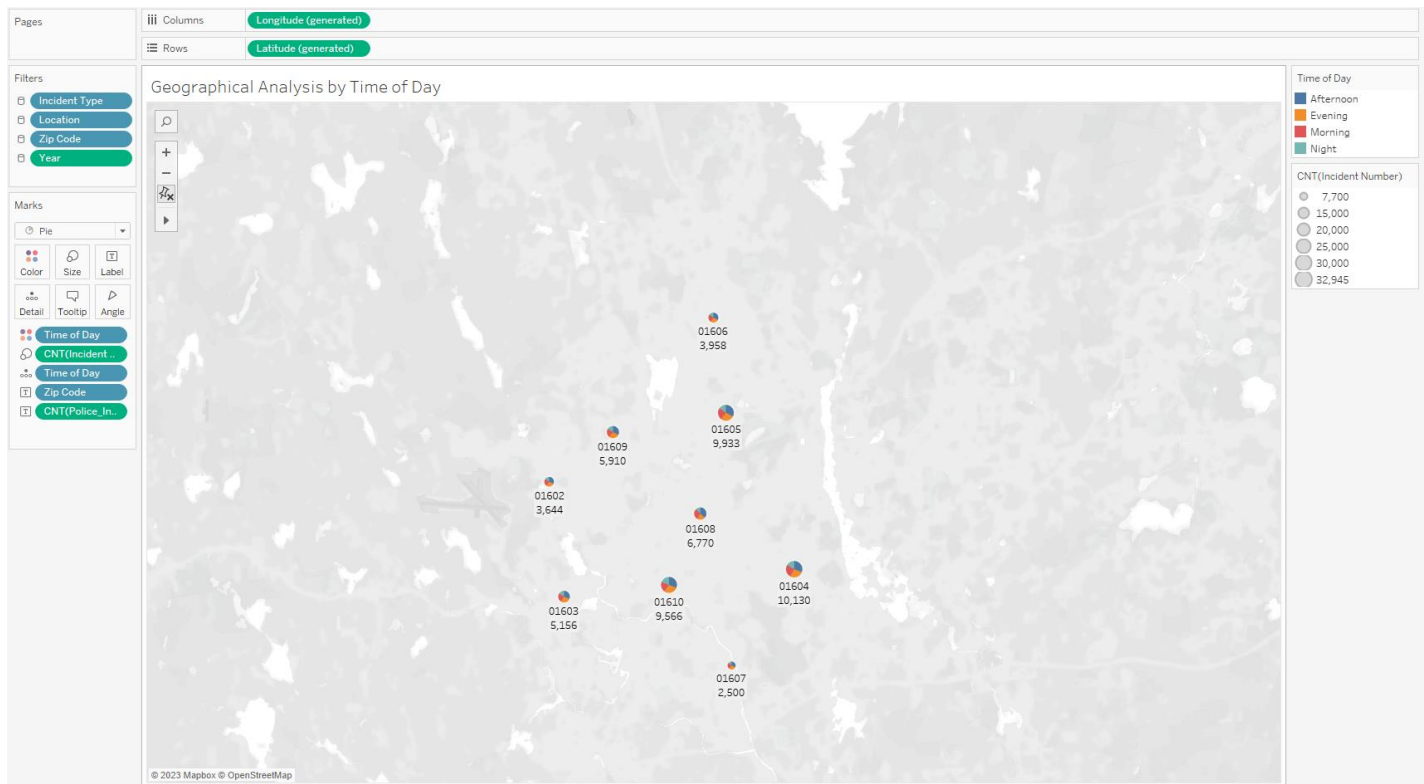 Pages
Columns
Longitude (generated)
Rows
Latitude (generated)
Filters
Incident Type
Location
Zip Code
Year
Marks
Pie
Color
Size
Label
Detail
Tooltip
Angle
Time of Day
CNT(Incident ..
Time of Day
Zip Code
CNT(Police_In..
Geographical Analysis by Time of Day
01606
3,958
01605
9,933
01609
5,910
01602
3,644
01608
6,770
01604
10,130
01610
9,566
01603
5,156
01607
2,500
© 2023 Mapbox © OpenStreetMap
Time of Day
Afternoon
Evening
Morning
Night
CNT(Incident Number)
7,700
15,000
20,000
25,000
30,000
32,945